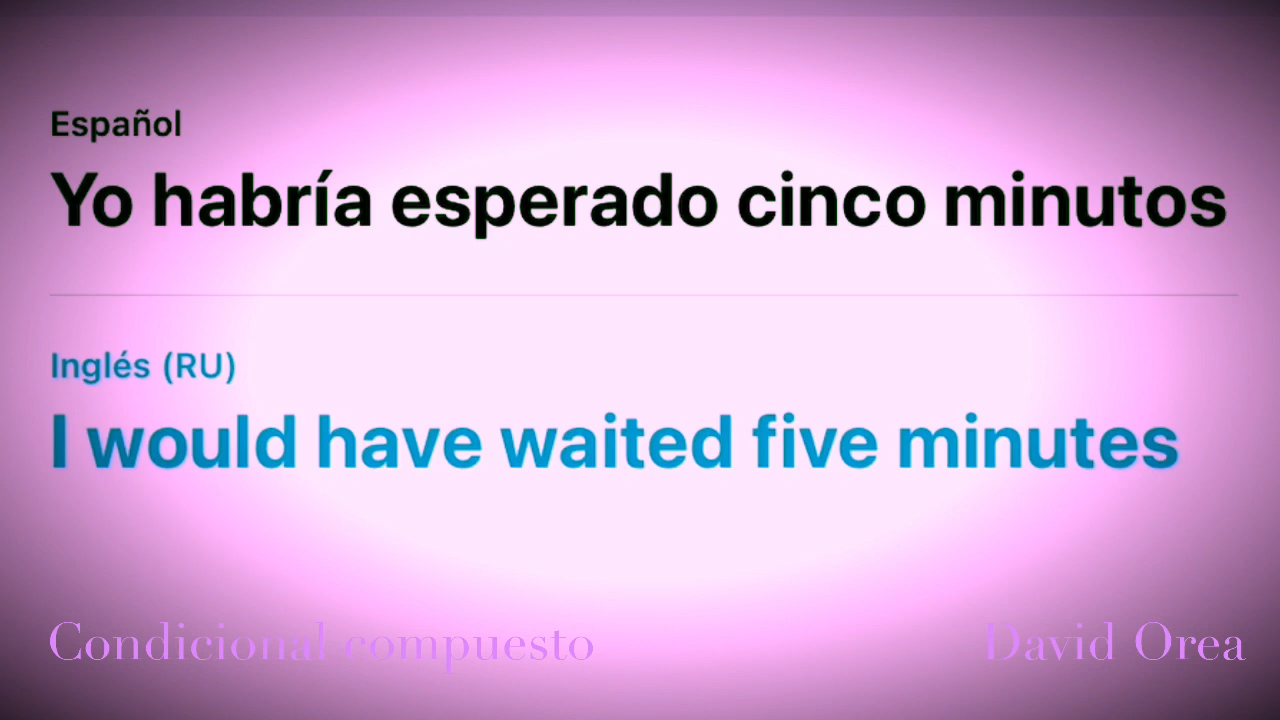 Español
Yo habría esperado cinco minutos
Inglés (RU)
I would have waited five minutes
Condicional compuesto
David Orea